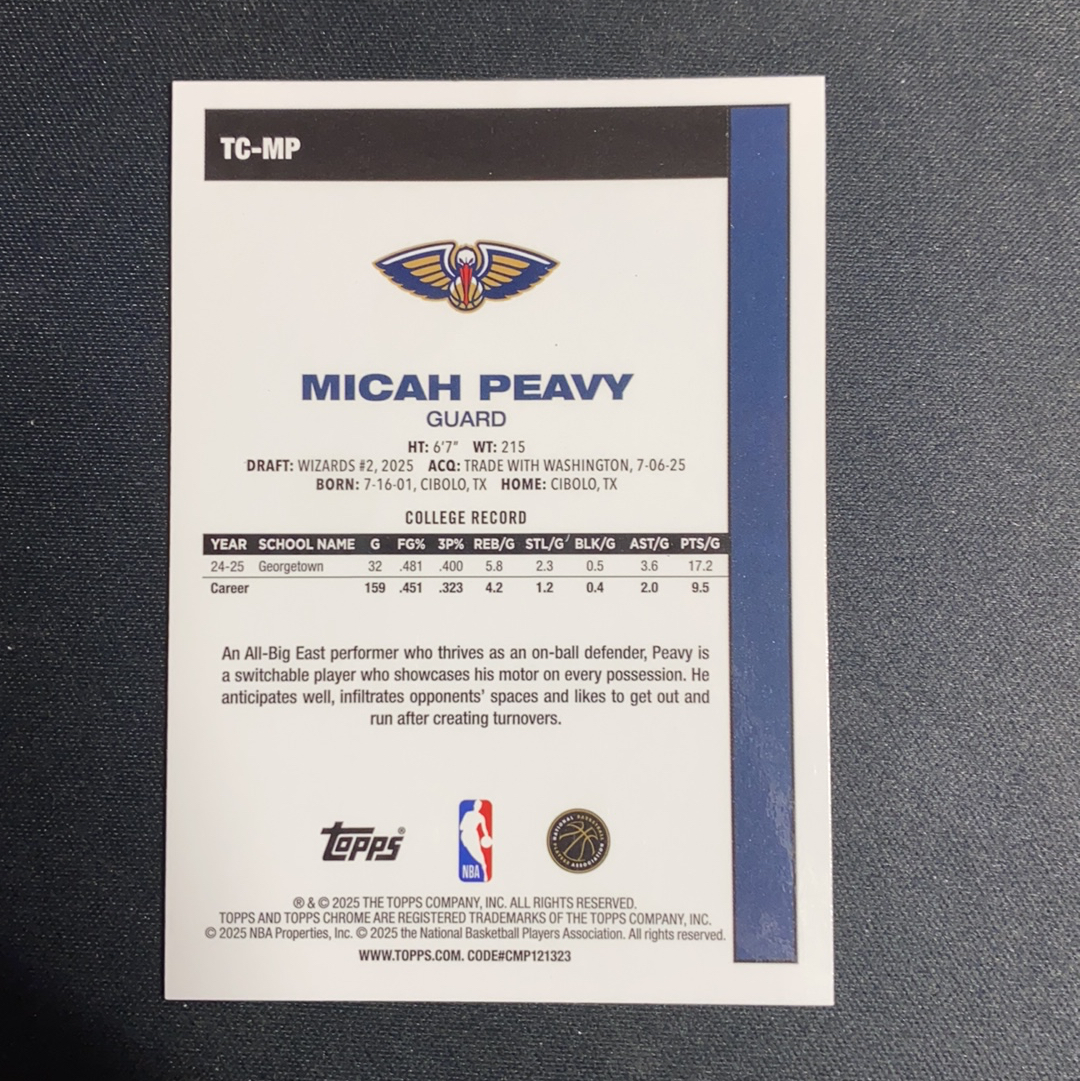 TC-MP
MICAH PEAVY
GUARD
HT: 6'7" WT: 215
DRAFT: WIZARDS #2, 2025 ACQ: TRADE WITH WASHINGTON, 7-06-25
BORN: 7-16-01, CIBOLO, TX HOME: CIBOLO, TX
COLLEGE RECORD
YEAR SCHOOL NAME G FG% 3P% REB/G STL/G BLK/G AST/G PTS/G
24-25 Georgetown 32 .481 .400 5.8 2.3 0.5 3.6 17.2
Career 159 .451 .323 4.2 1.2 0.4 2.0 9.5
An All-Big East performer who thrives as an on-ball defender, Peavy is
a switchable player who showcases his motor on every possession. He
anticipates well, infiltrates opponents' spaces and likes to get out and
run after creating turnovers.
Topps®
NBA
NATIONAL BASKETBALL PLAYERS ASSOCIATION
® & © 2025 THE TOPPS COMPANY, INC. ALL RIGHTS RESERVED.
TOPPS AND TOPPS CHROME ARE REGISTERED TRADEMARKS OF THE TOPPS COMPANY, INC.
© 2025 NBA Properties, Inc. © 2025 the National Basketball Players Association. All rights reserved.
WWW.TOPPS.COM. CODE#CMP121323